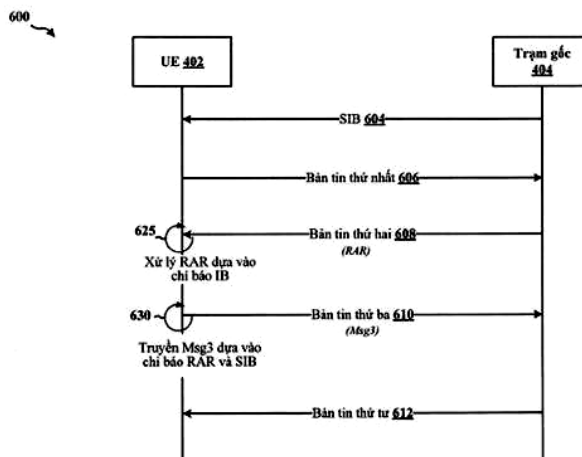 600
UE 402
Trạm gốc
404
SIB 604
Bản tin thứ nhất 606
625
Bản tin thứ hai 608
(RAR)
Xử lý RAR dựa vào
chỉ báo IB
630
Bản tin thứ ba 610
(Msg3)
Truyền Msg3 dựa vào
chỉ báo RAR và SIB
Bản tin thứ tư 612